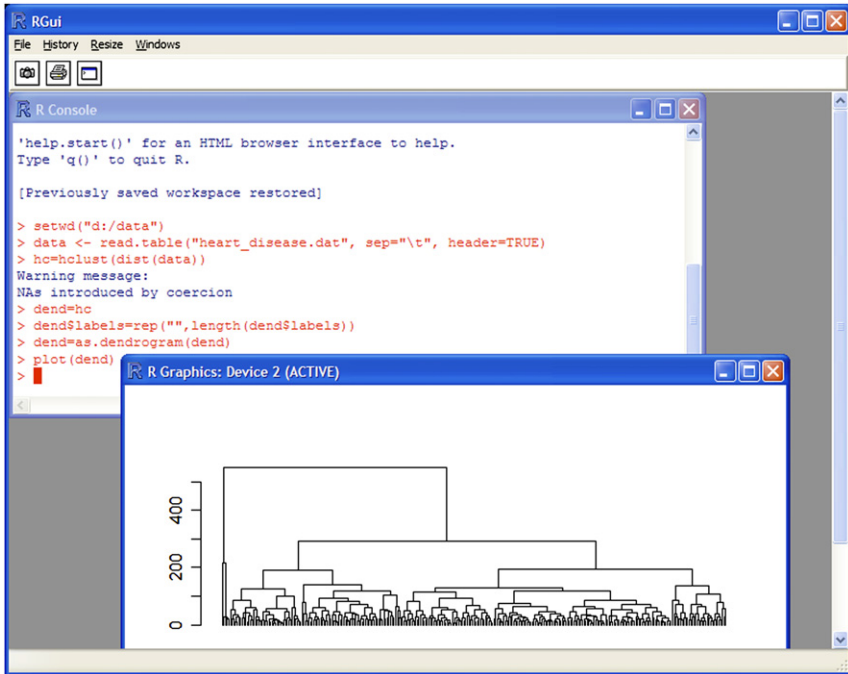 RGui
File History Resize Windows
R Console
'help.start()' for an HTML browser interface to help.
Type 'q()' to quit R.
[Previously saved workspace restored]
> setwd("d:/data")
> data <- read.table("heart_disease.dat", sep="\t", header=TRUE)
> hc=hclust(dist(data))
Warning message:
NAs introduced by coercion
> dend=hc
> dend$labels=rep("",length(dend$labels))
> dend=as.dendrogram(dend)
> plot(dend)
>
R Graphics: Device 2 (ACTIVE)
400
200
0